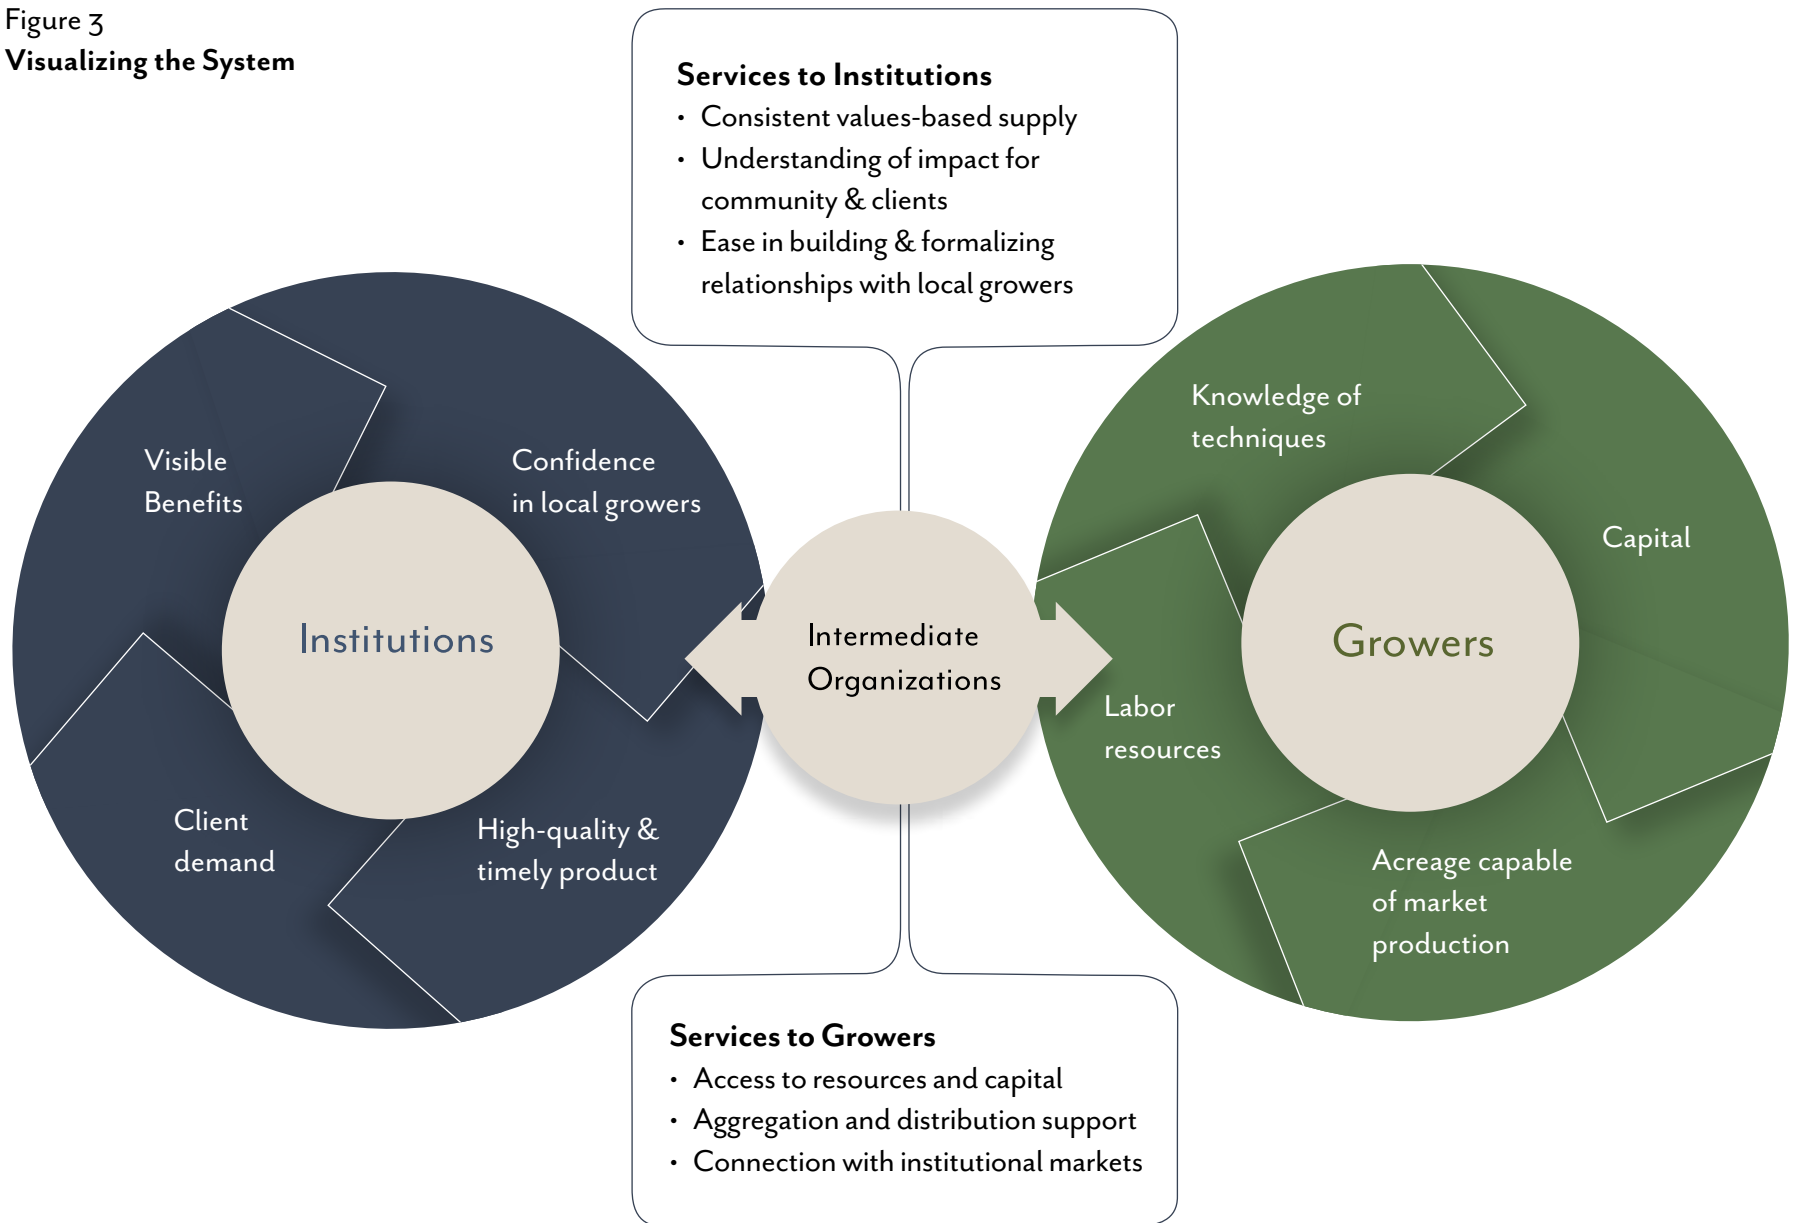 Figure 3
Visualizing the System
Services to Institutions
• Consistent values-based supply
• Understanding of impact for
community & clients
• Ease in building & formalizing
relationships with local growers
Visible
Benefits
Confidence
in local growers
Institutions
Client
demand
High-quality &
timely product
Intermediate
Organizations
Knowledge of
techniques
Capital
Growers
Labor
resources
Acreage capable
of market
production
Services to Growers
• Access to resources and capital
• Aggregation and distribution support
• Connection with institutional markets